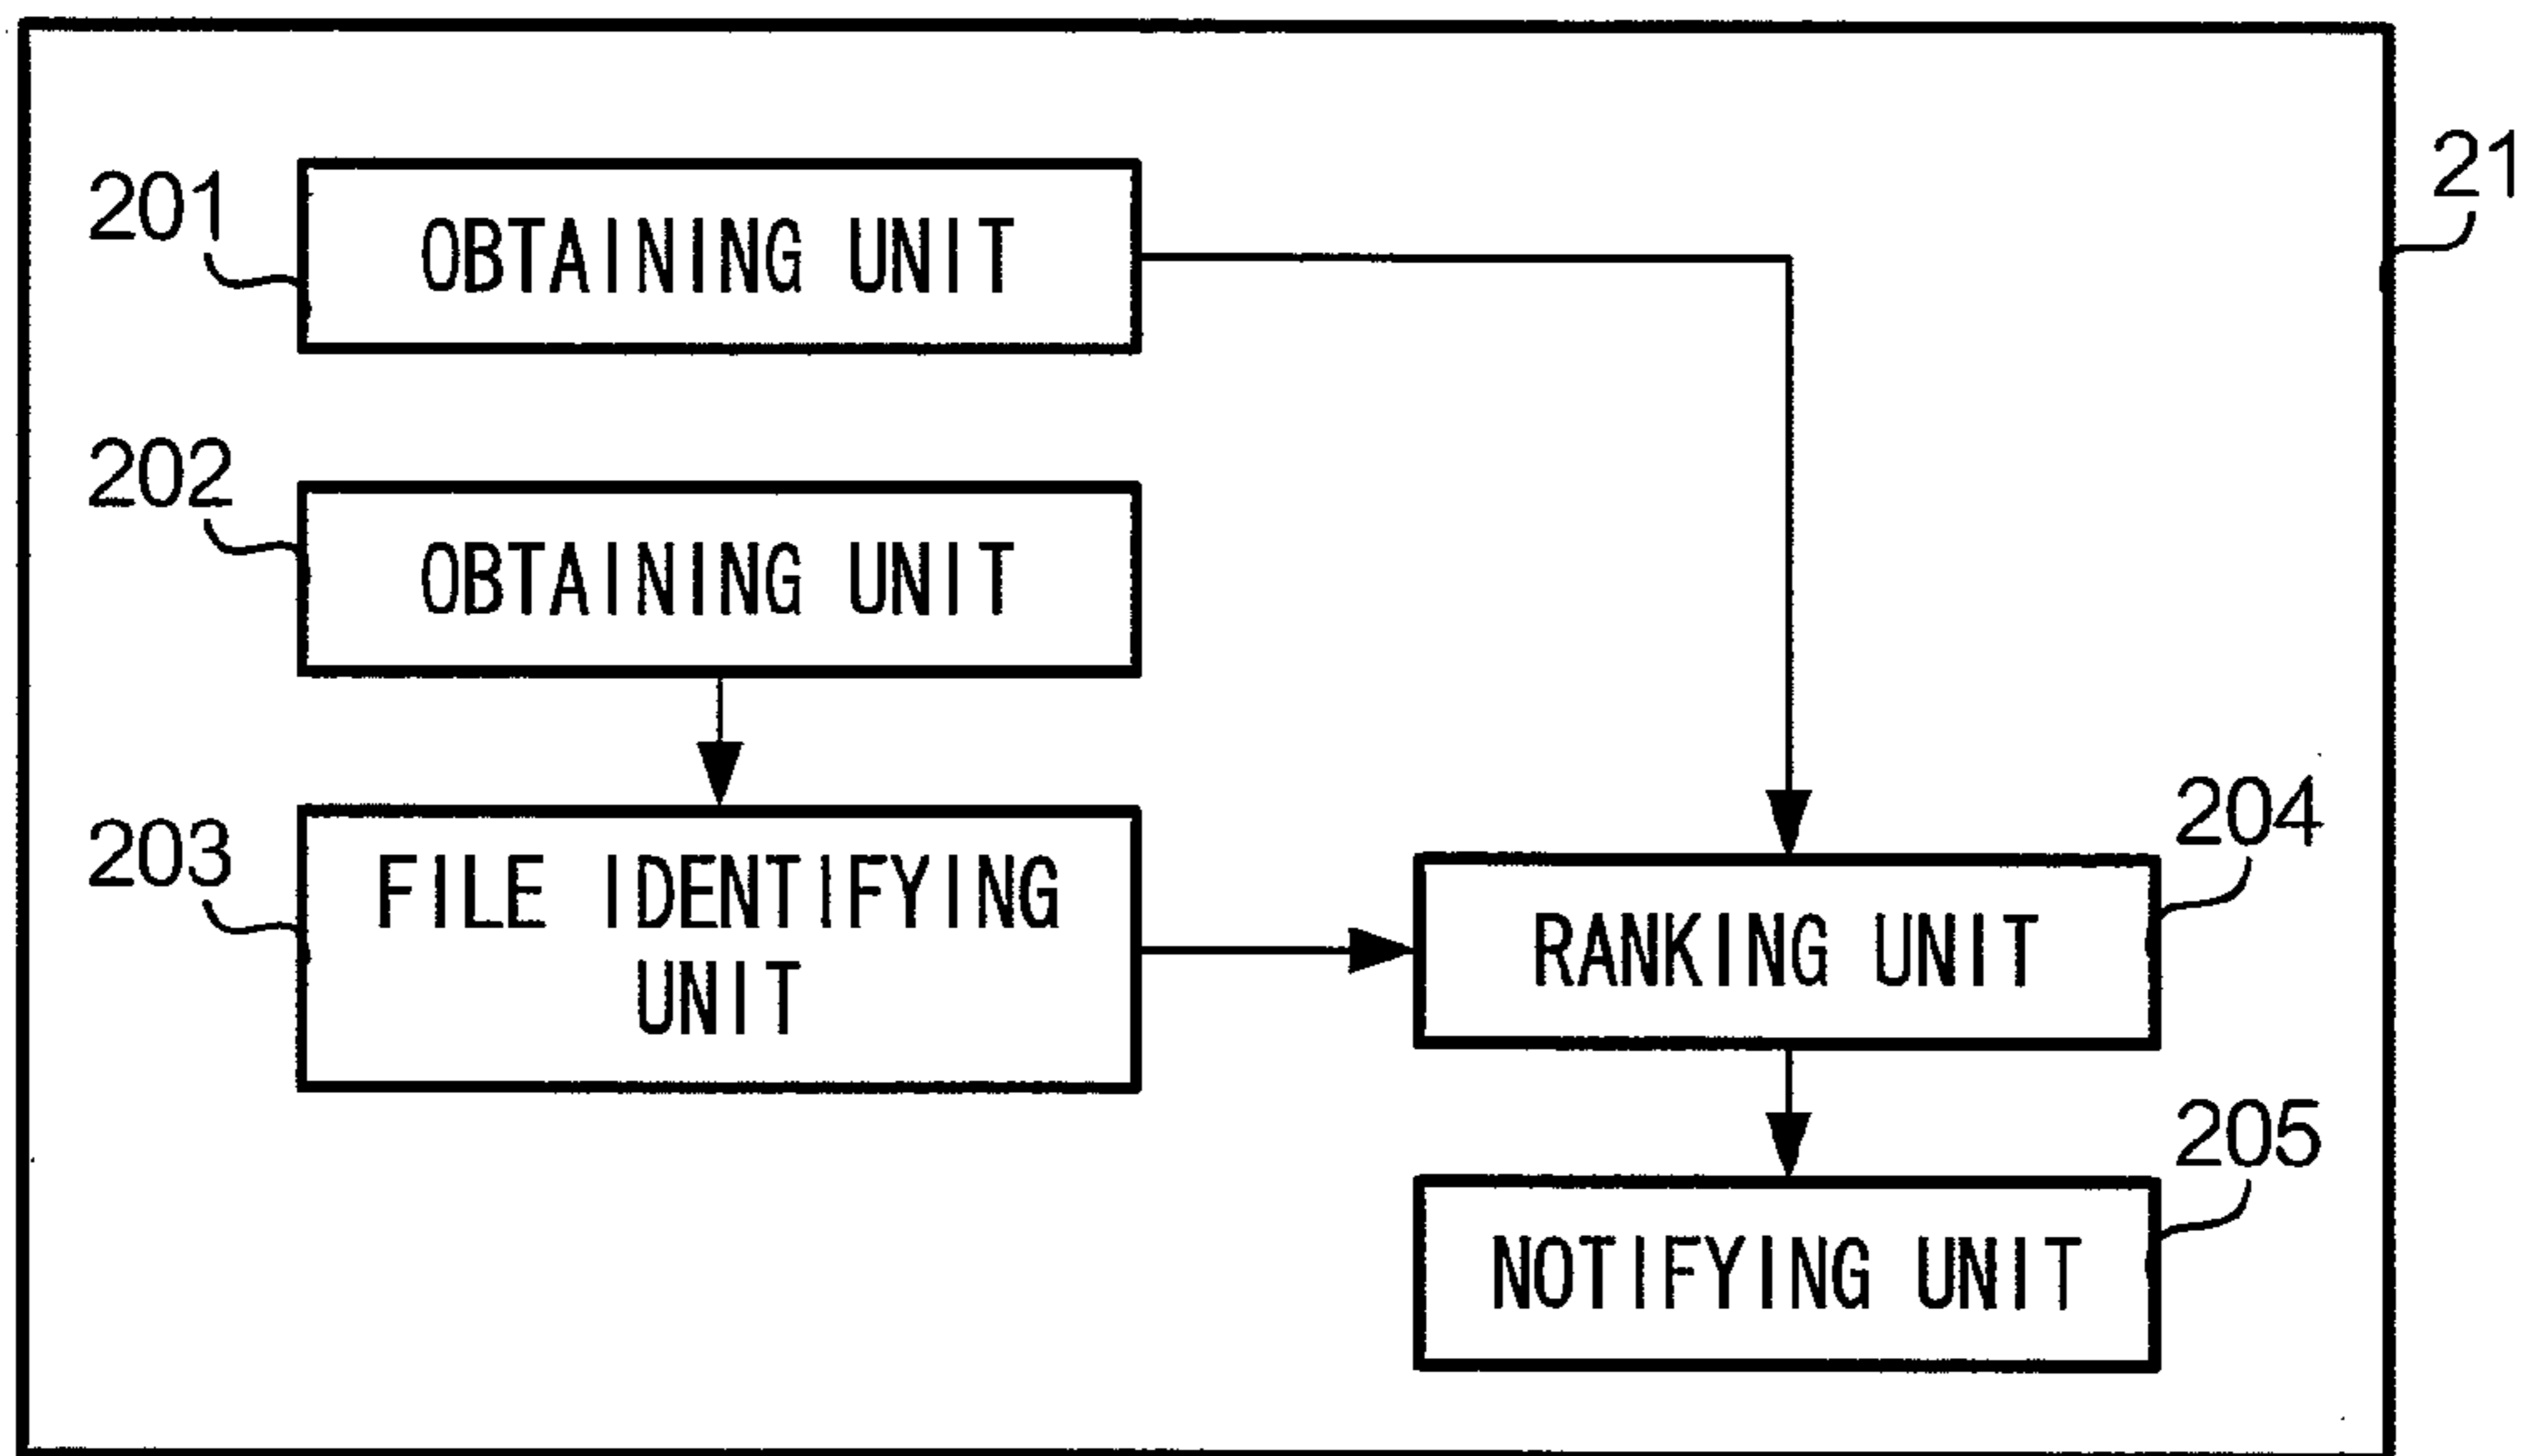 21
201
OBTAINING UNIT
202
OBTAINING UNIT
203
FILE IDENTIFYING
UNIT
204
RANKING UNIT
205
NOTIFYING UNIT